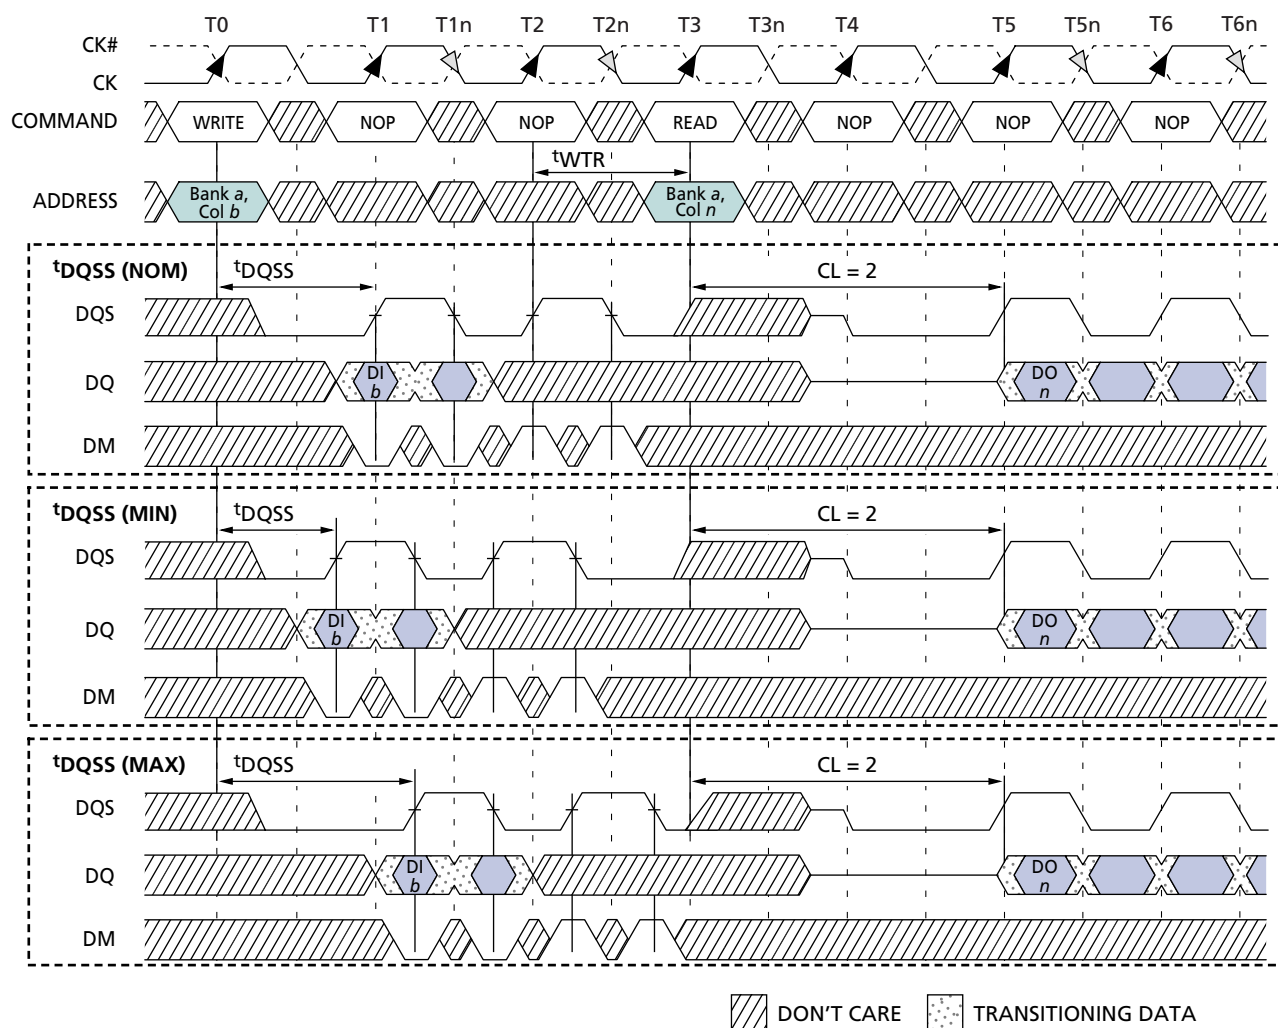 T0 T1 T1n T2 T2n T3 T3n T4 T5 T5n T6 T6n
CK#
CK
COMMAND WRITE NOP NOP READ NOP NOP NOP
tWTR
ADDRESS Bank a, Col b Bank a, Col n
tDQSS (NOM) tDQSS CL = 2
DQS
DQ DI b DO n
DM
tDQSS (MIN) tDQSS CL = 2
DQS
DQ DI b DO n
DM
tDQSS (MAX) tDQSS CL = 2
DQS
DQ DI b DO n
DM
DON'T CARE TRANSITIONING DATA